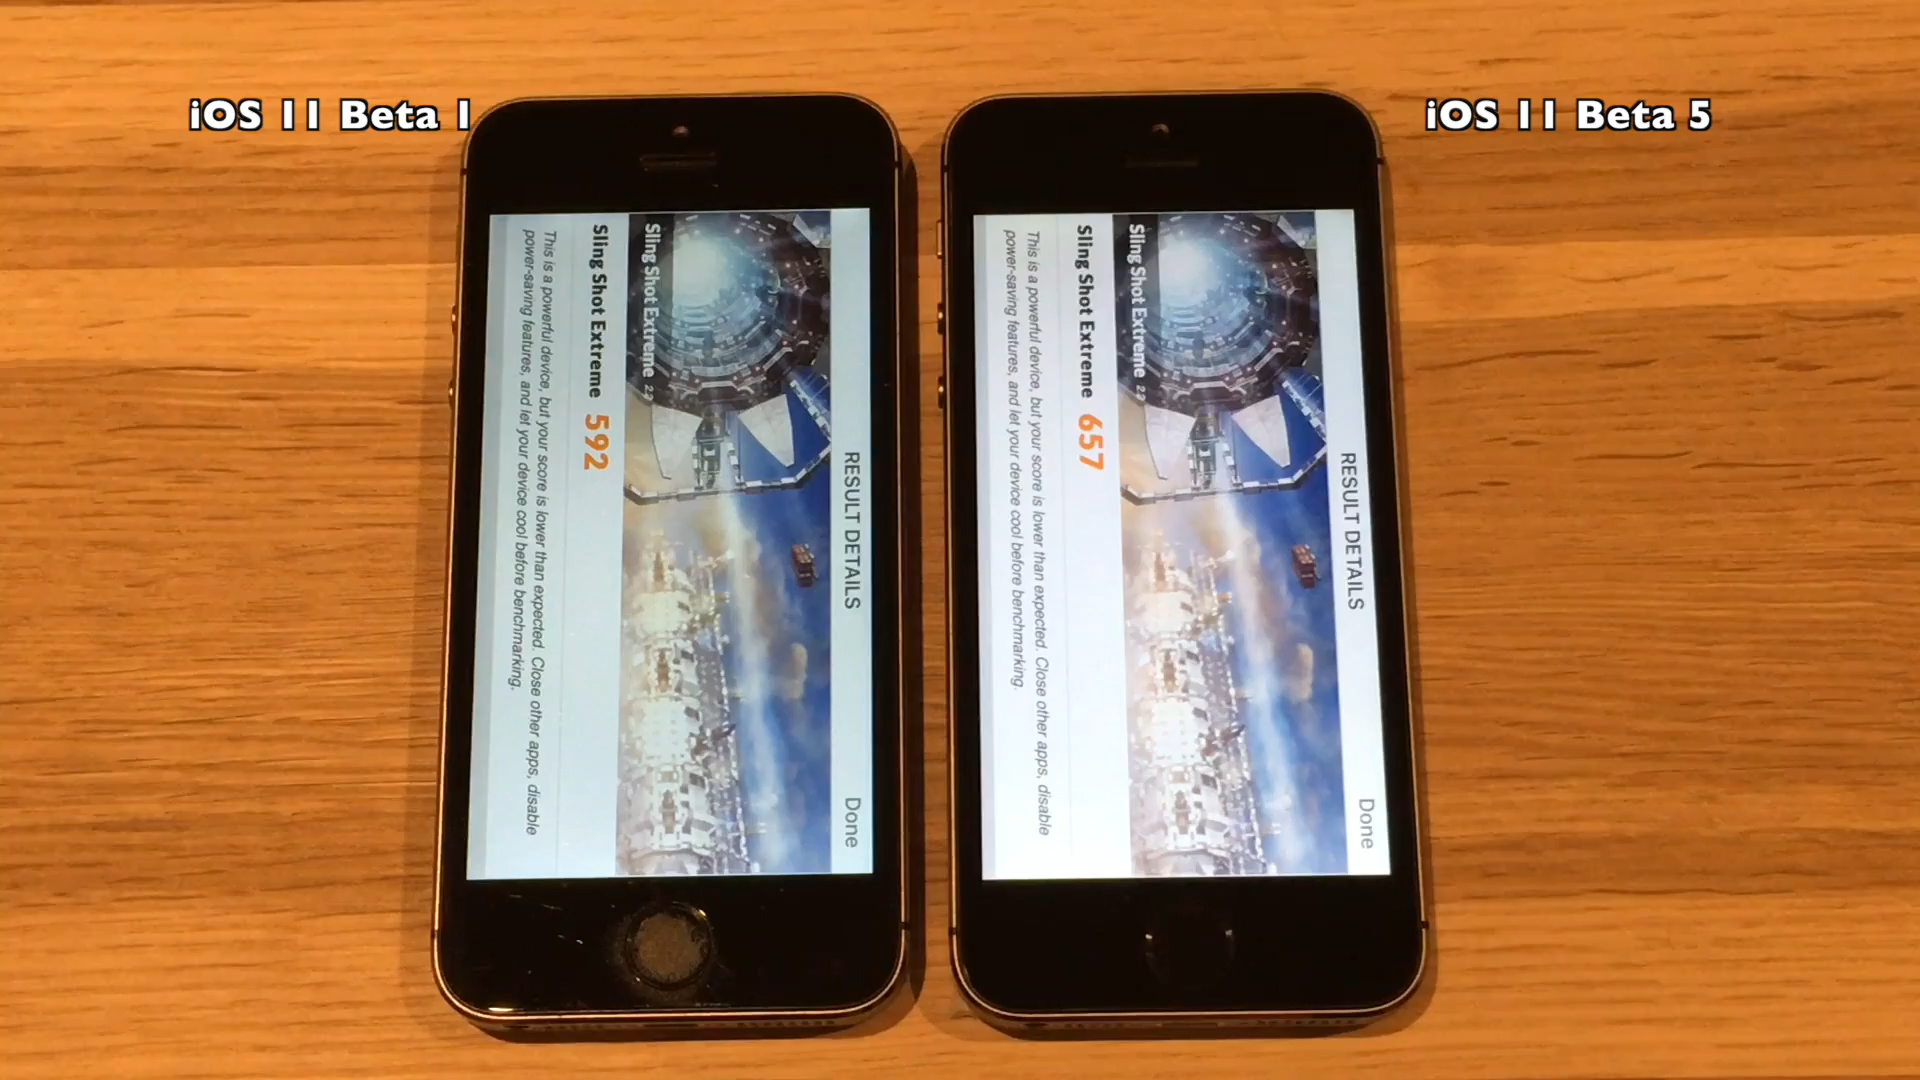 iOS 11 Beta 1
iOS 11 Beta 5
RESULT DETAILS
Done
Sling Shot Extreme
Sling Shot Extreme 592
This is a powerful device, but your score is lower than expected. Close other apps, disable
power-saving features, and let your device cool before benchmarking.
RESULT DETAILS
Done
Sling Shot Extreme
Sling Shot Extreme 657
This is a powerful device, but your score is lower than expected. Close other apps, disable
power-saving features, and let your device cool before benchmarking.